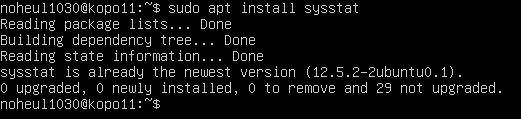 noheul1030@kopo11:~$ sudo apt install sysstat
Reading package lists... Done
Building dependency tree... Done
Reading state information... Done
sysstat is already the newest version (12.5.2-2ubuntu0.1).
0 upgraded, 0 newly installed, 0 to remove and 29 not upgraded.
noheul1030@kopo11:~$